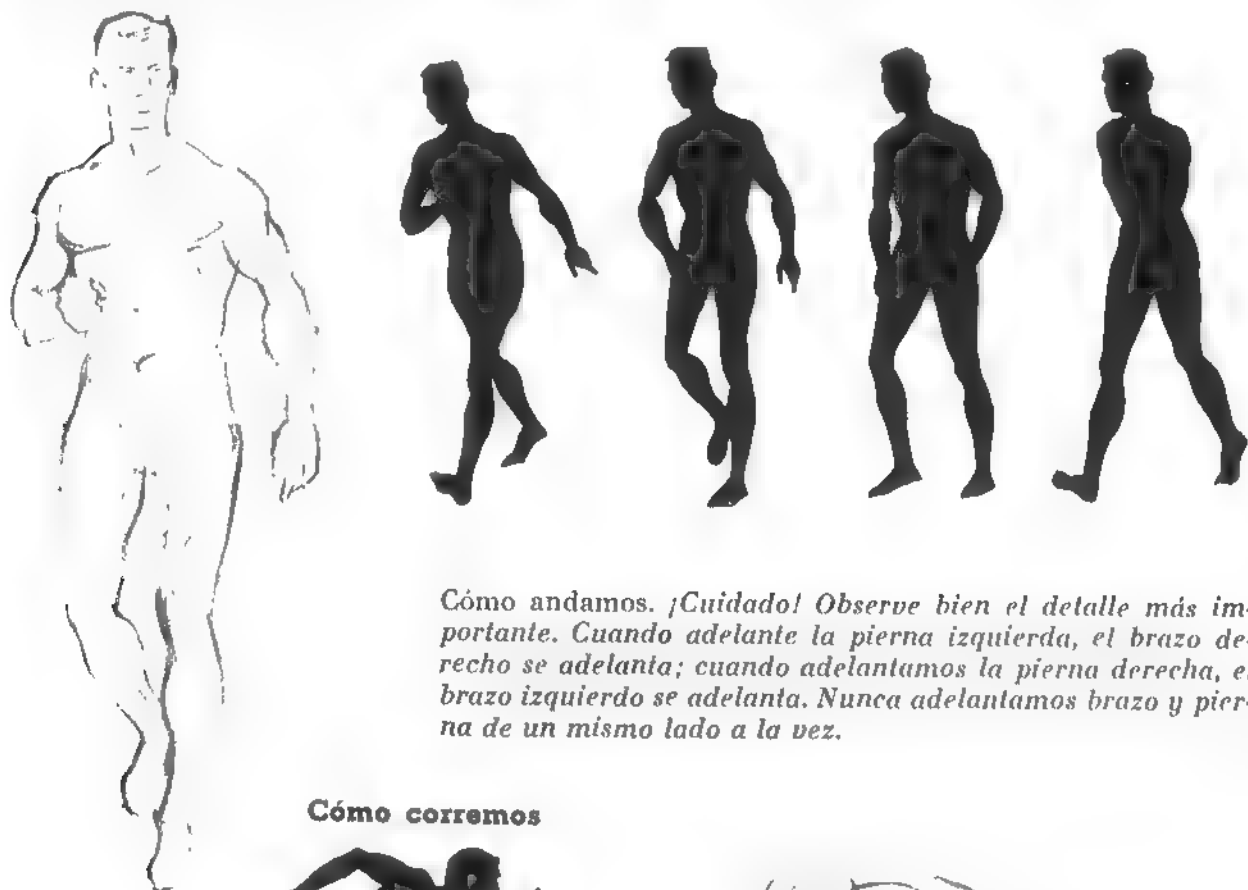 Cómo andamos. ¡Cuidado! Observe bien el detalle más im-
portante. Cuando adelante la pierna izquierda, el brazo de-
recho se adelanta; cuando adelantamos la pierna derecha, el
brazo izquierdo se adelanta. Nunca adelantamos brazo y pier-
na de un mismo lado a la vez.
Cómo corremos